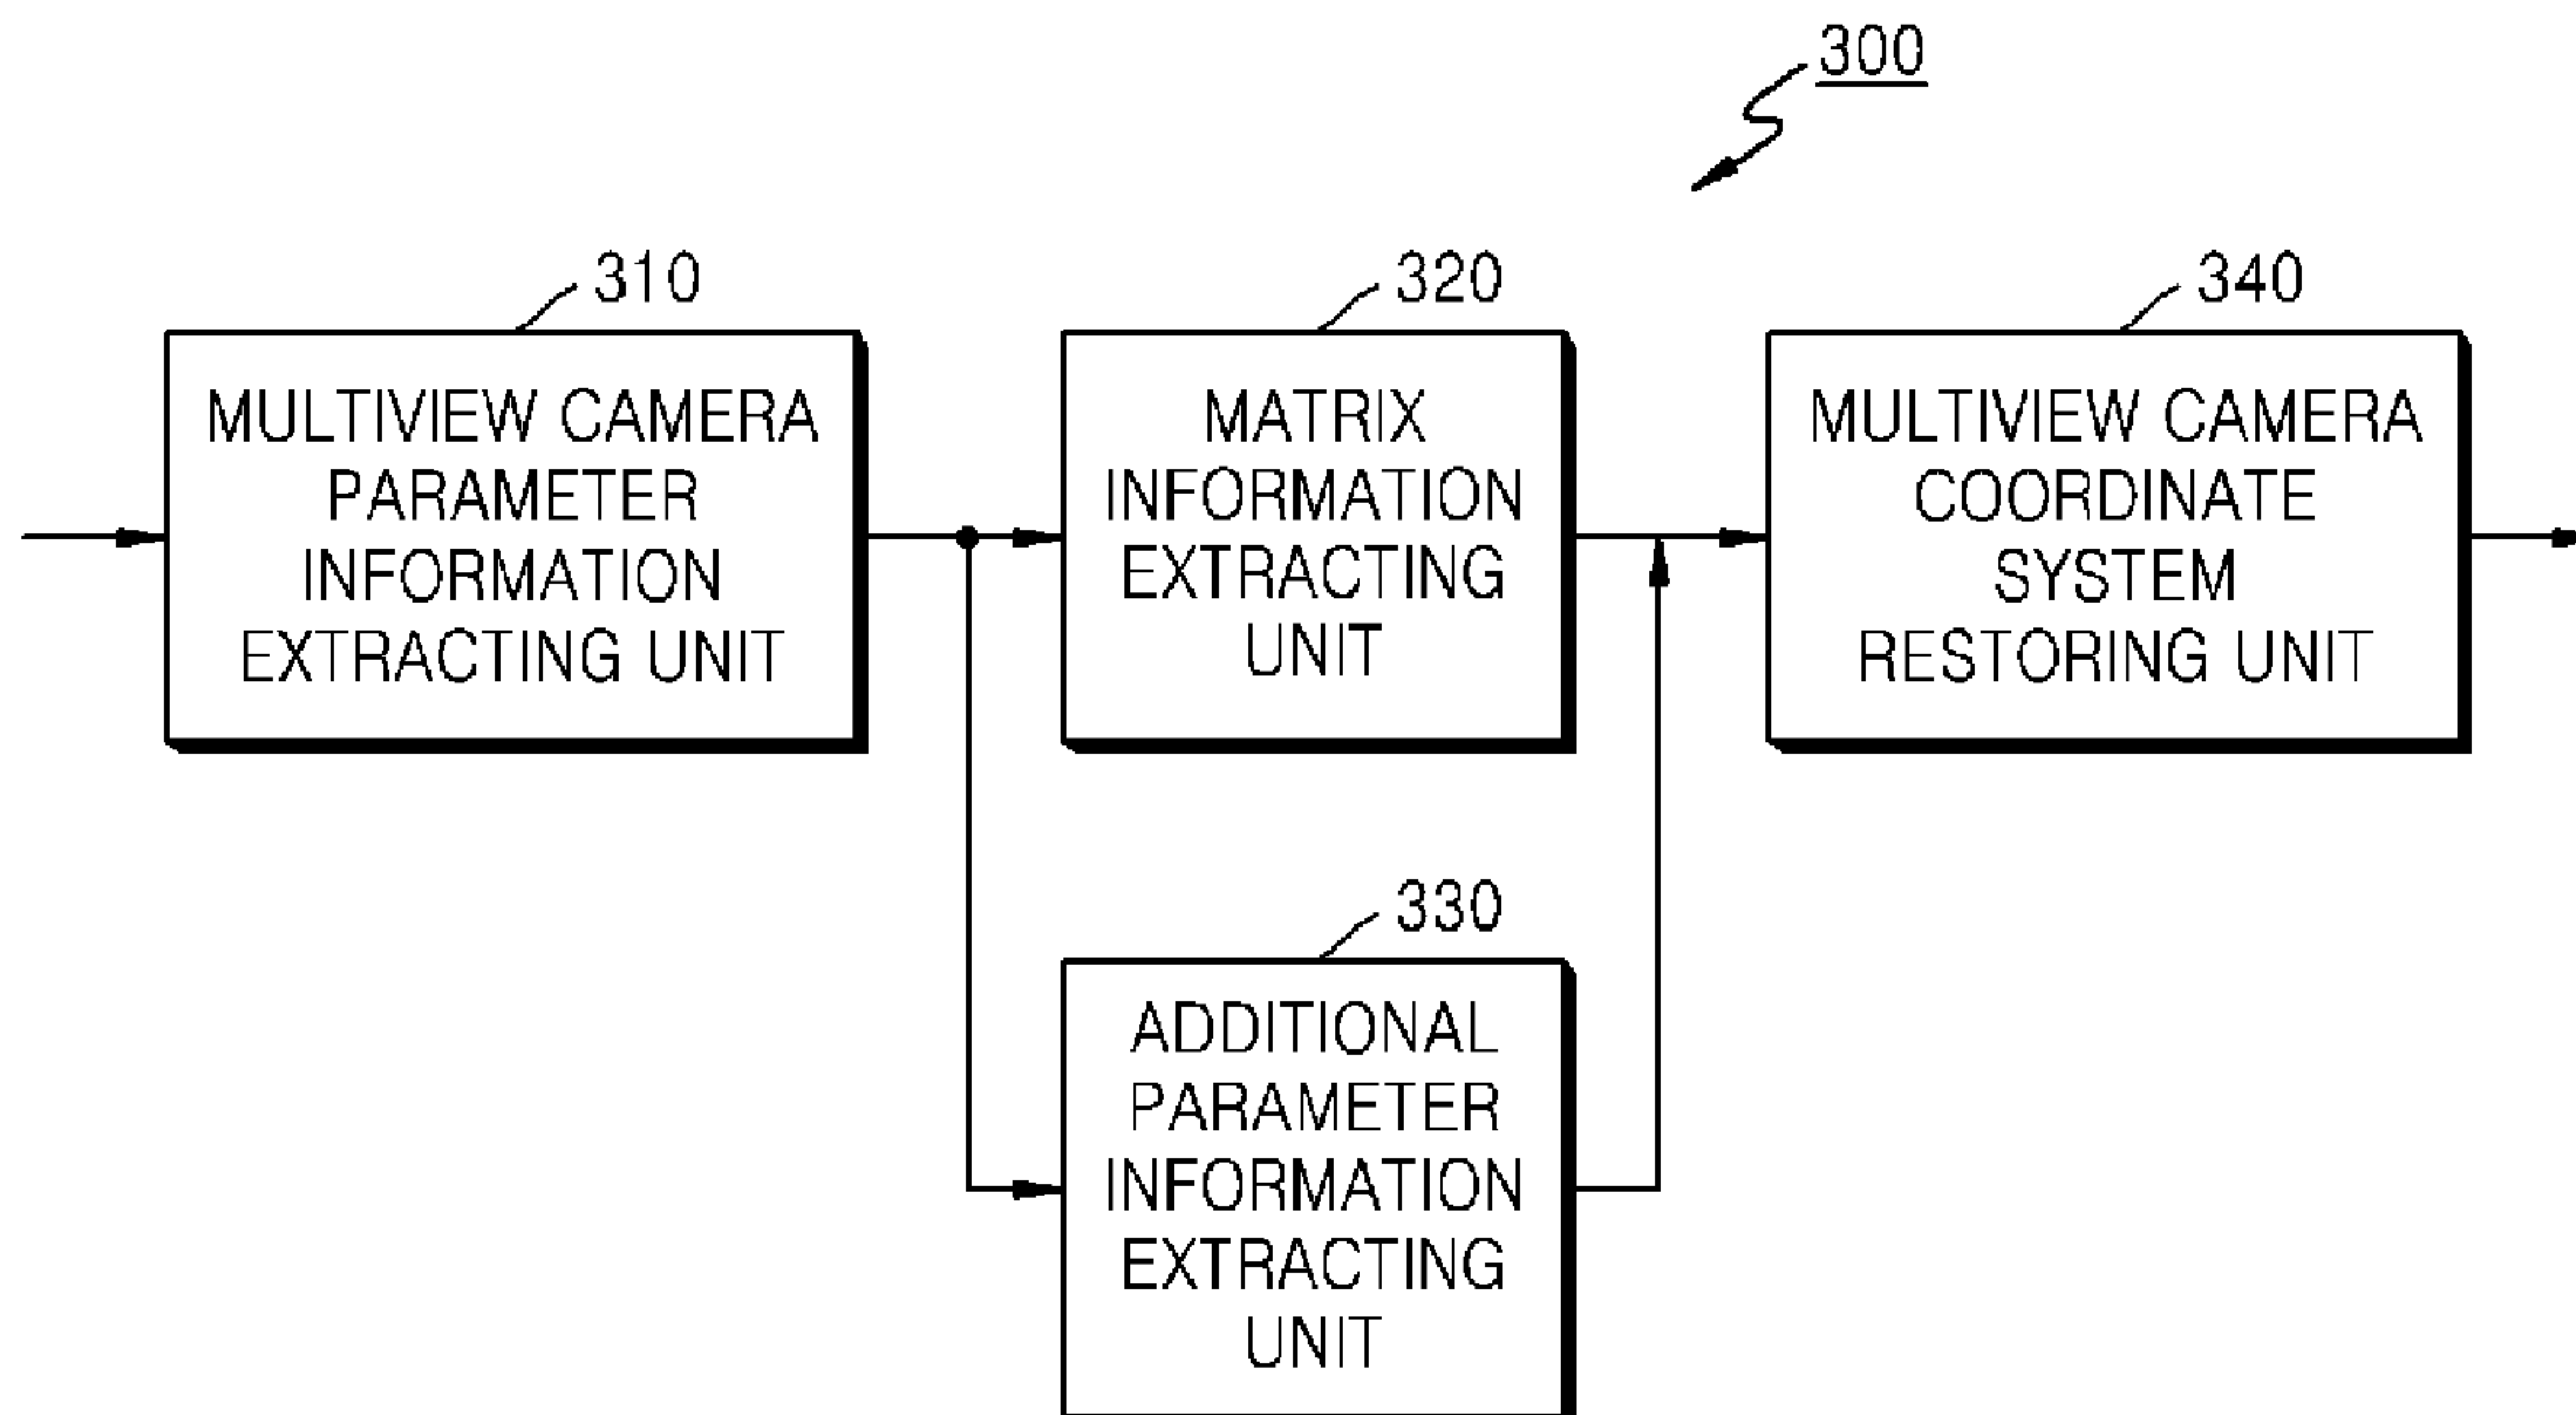 300
310
MULTIVIEW CAMERA
PARAMETER
INFORMATION
EXTRACTING UNIT
320
MATRIX
INFORMATION
EXTRACTING
UNIT
340
MULTIVIEW CAMERA
COORDINATE
SYSTEM
RESTORING UNIT
330
ADDITIONAL
PARAMETER
INFORMATION
EXTRACTING
UNIT